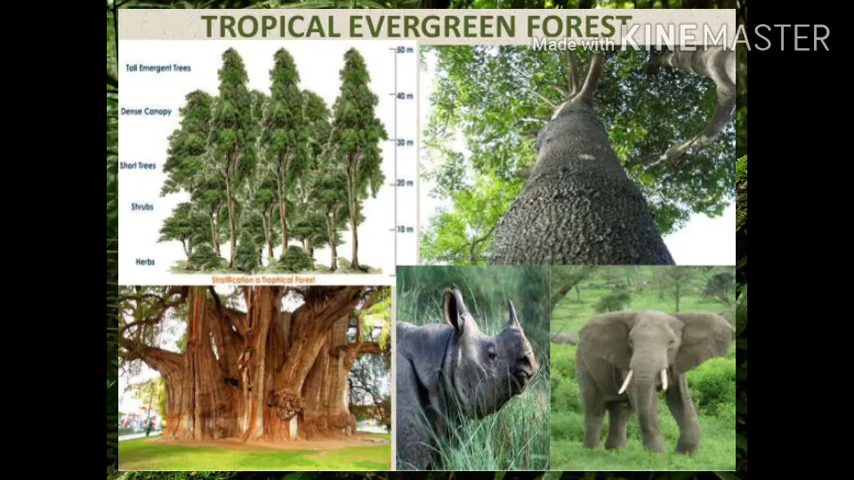 TROPICAL EVERGREEN FOREST
Made with KINEMASTER
Tall Emergent Trees
50 m
40 m
Dense Canopy
30 m
Short Trees
20 m
Shrubs
10 m
Herbs
Stratification a Trophical Forest